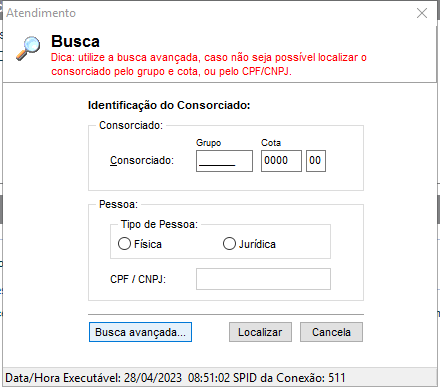 Atendimento
Busca
Dica: utilize a busca avançada, caso não seja possível localizar o
consorciado pelo grupo e cota, ou pelo CPF/CNPJ.
Identificação do Consorciado:
Consorciado:
Grupo Cota
Consorciado: ______ 0000 00
Pessoa:
Tipo de Pessoa:
Física Jurídica
CPF / CNPJ:
Busca avançada... Localizar Cancela
Data/Hora Executável: 28/04/2023 08:51:02 SPID da Conexão: 511